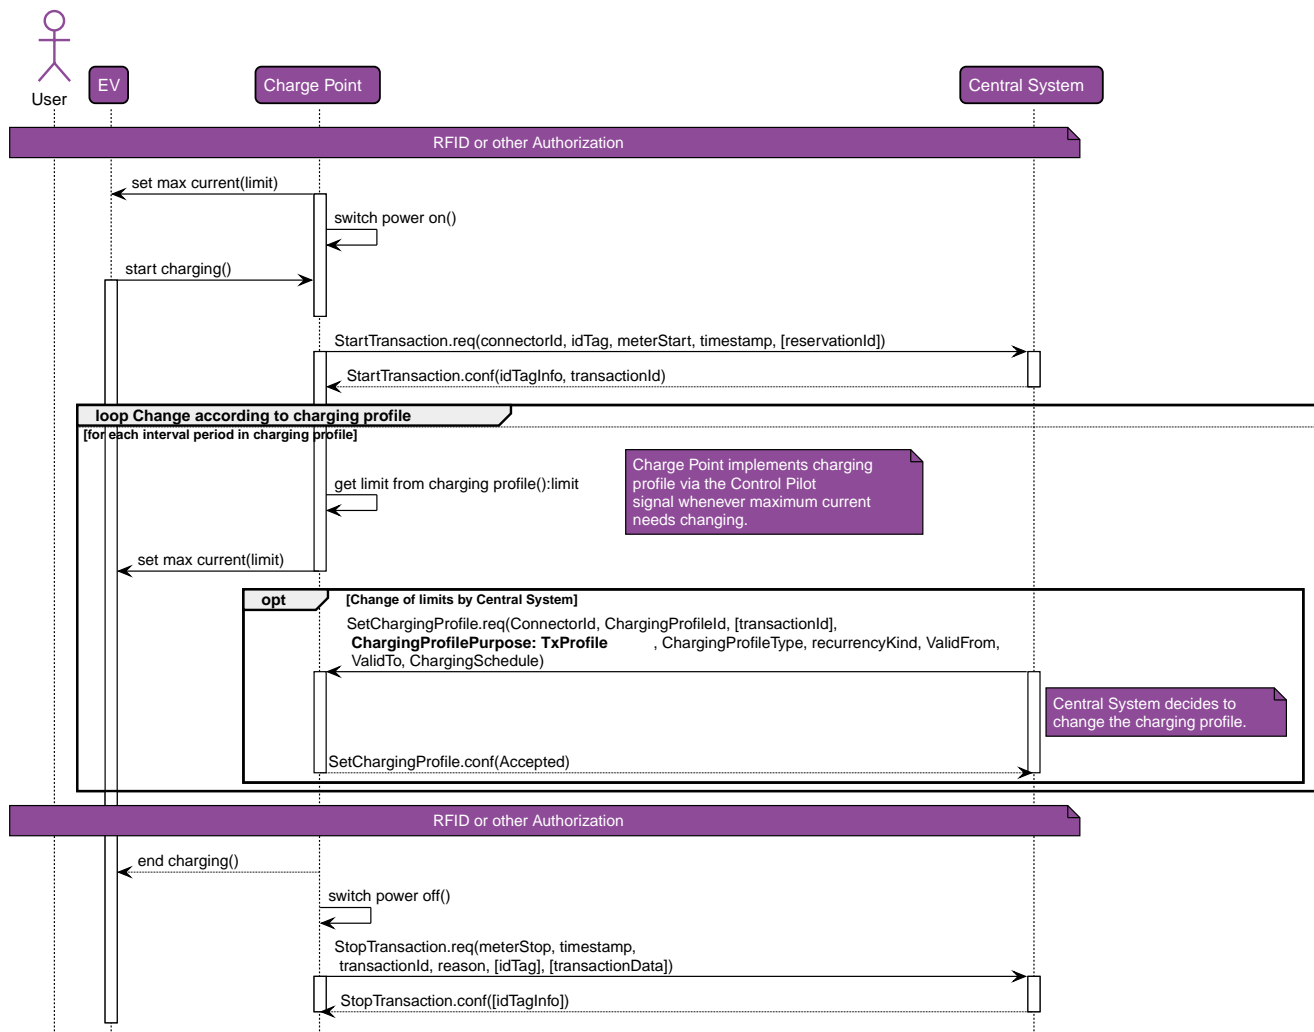 User
EV
Charge Point
Central System
RFID or other Authorization
set max current(limit)
switch power on()
start charging()
StartTransaction.req(connectorId, idTag, meterStart, timestamp, [reservationId])
StartTransaction.conf(idTagInfo, transactionId)
loop Change according to charging profile
[for each interval period in charging profile]
Charge Point implements charging
profile via the Control Pilot
signal whenever maximum current
needs changing.
get limit from charging profile():limit
set max current(limit)
opt
[Change of limits by Central System]
SetChargingProfile.req(ConnectorId, ChargingProfileId, [transactionId],
ChargingProfilePurpose: TxProfile , ChargingProfileType, recurrencyKind, ValidFrom,
ValidTo, ChargingSchedule)
Central System decides to
change the charging profile.
SetChargingProfile.conf(Accepted)
RFID or other Authorization
end charging()
switch power off()
StopTransaction.req(meterStop, timestamp,
transactionId, reason, [idTag], [transactionData])
StopTransaction.conf([idTagInfo])